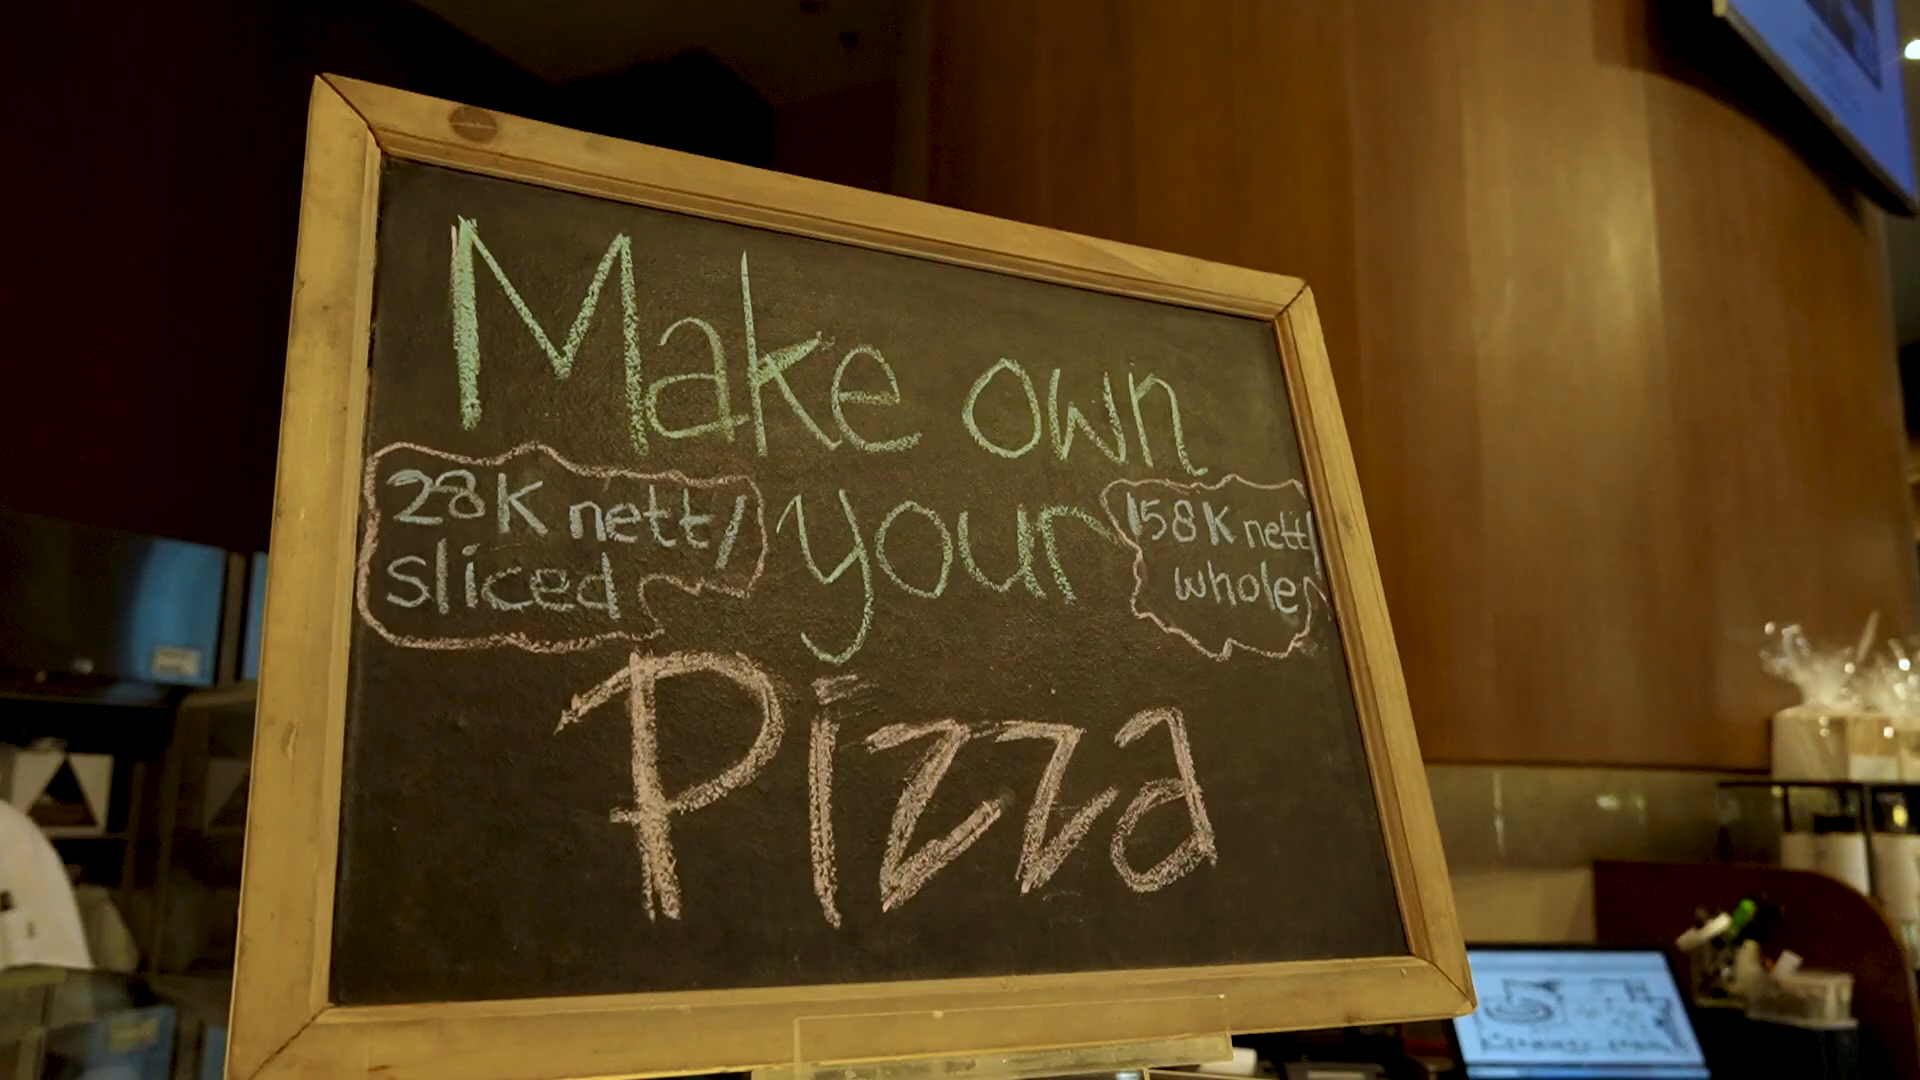 Make own
28K nett/
sliced
your
158K nett/
whole
Pizza